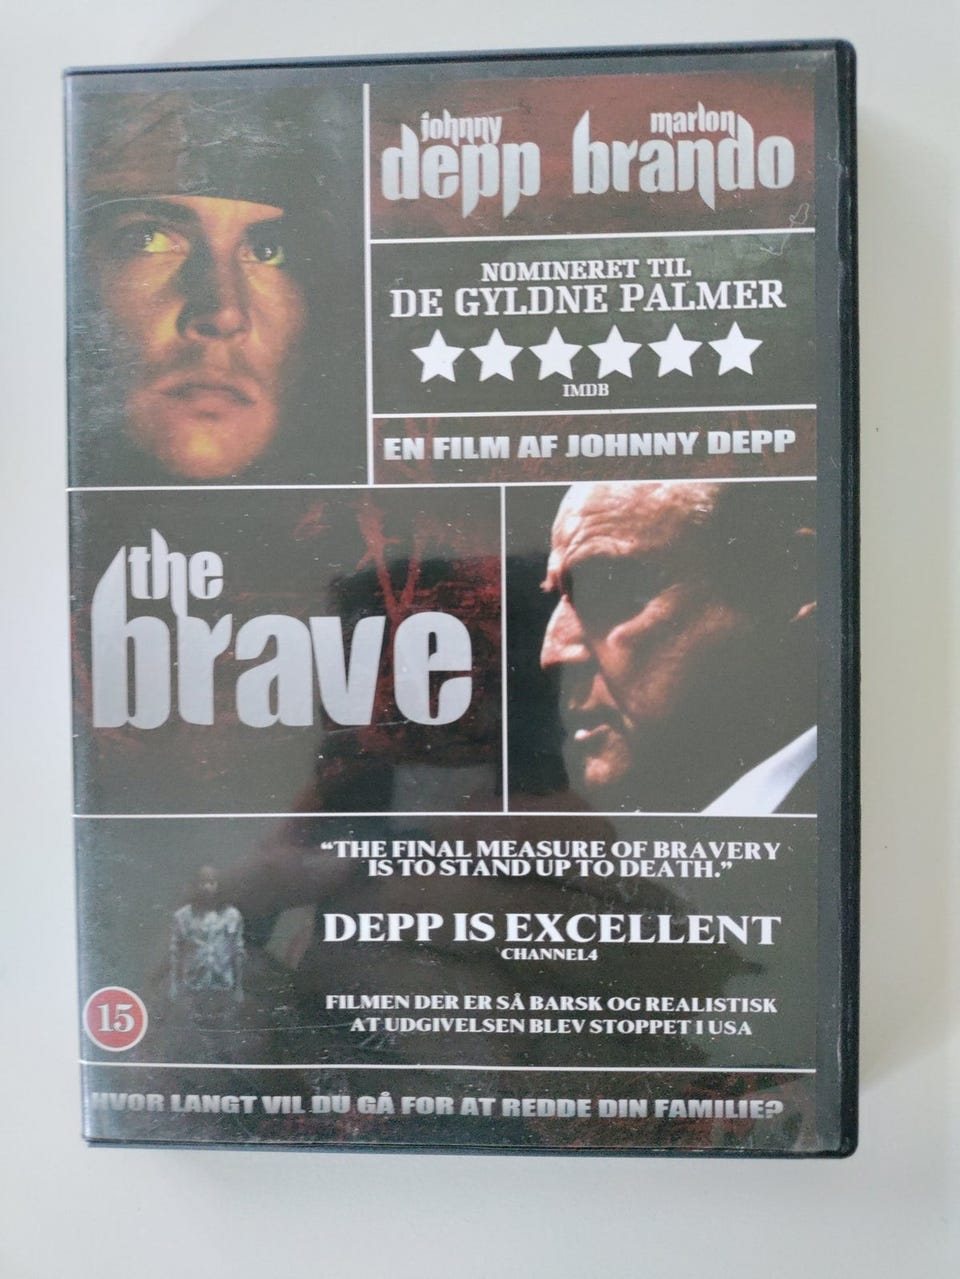 johnny
depp
marlon
brando
NOMINERET TIL
DE GYLDNE PALMER
IMDB
EN FILM AF JOHNNY DEPP
the
brave
“THE FINAL MEASURE OF BRAVERY
IS TO STAND UP TO DEATH.”
DEPP IS EXCELLENT
CHANNEL4
FILMEN DER ER SÅ BARSK OG REALISTISK
AT UDGIVELSEN BLEV STOPPET I USA
15
HVOR LANGT VIL DU GÅ FOR AT REDDE DIN FAMILIE?